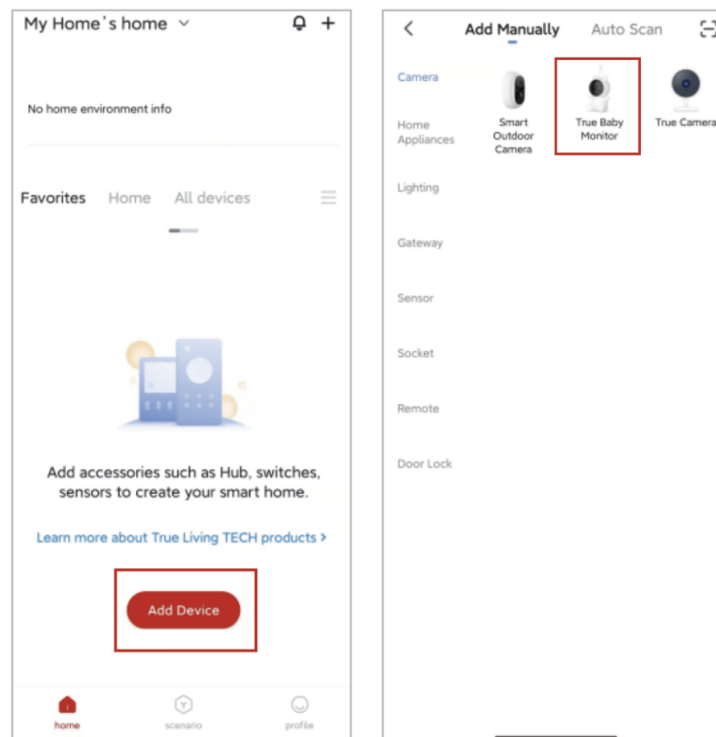 My Home's home
No home environment info
Favorites Home All devices
Add accessories such as Hub, switches,
sensors to create your smart home.
Learn more about True Living TECH products >
Add Device
home scenario profile
Add Manually Auto Scan
Camera
Smart
Outdoor
Camera
True Baby
Monitor
True Camera
Home
Appliances
Lighting
Gateway
Sensor
Socket
Remote
Door Lock